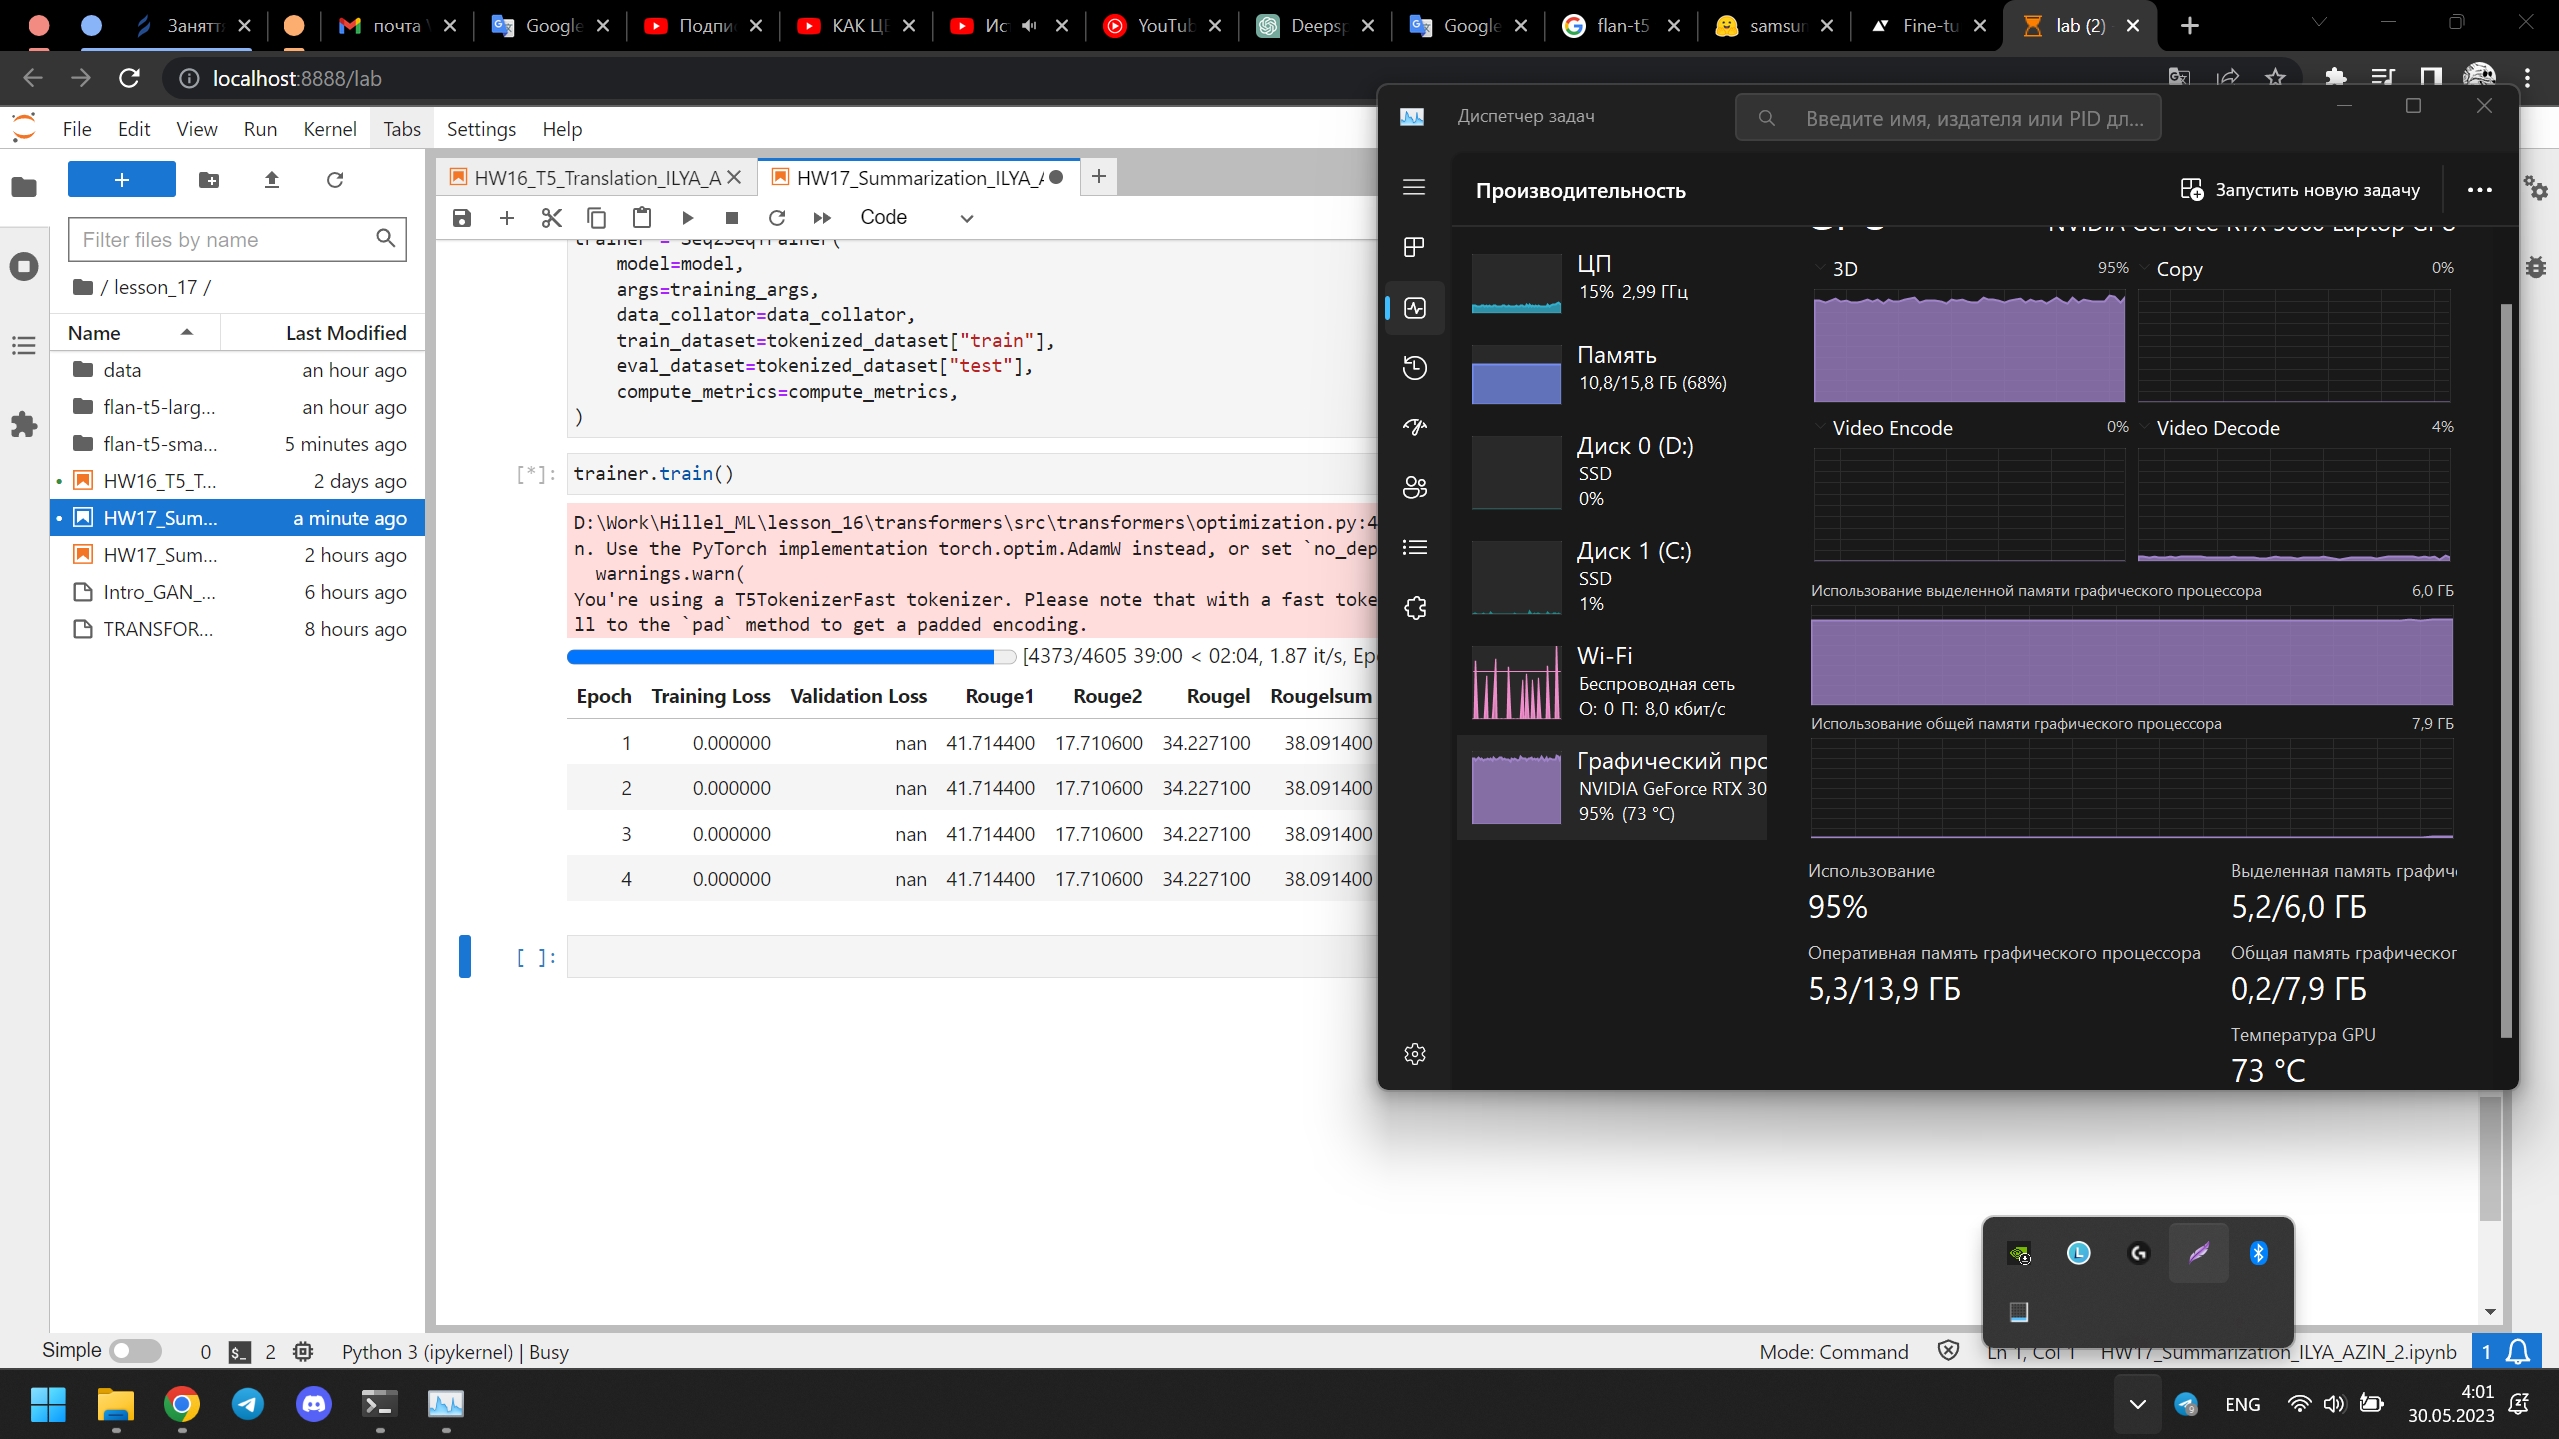 Заняття
почта
Google
Подпи
КАК ЦЕ
Ис
YouTub
Deepsp
Google
flan-t5
samsun
Fine-tu
lab (2)
localhost:8888/lab
File Edit View Run Kernel Tabs Settings Help
Filter files by name
/ lesson_17 /
Name Last Modified
data an hour ago
flan-t5-larg... an hour ago
flan-t5-sma... 5 minutes ago
HW16_T5_T... 2 days ago
HW17_Sum... a minute ago
HW17_Sum... 2 hours ago
Intro_GAN_... 6 hours ago
TRANSFOR... 8 hours ago
HW16_T5_Translation_ILYA_A
HW17_Summarization_ILYA_A
Code
trainer = Seq2SeqTrainer(
model=model,
args=training_args,
data_collator=data_collator,
train_dataset=tokenized_dataset["train"],
eval_dataset=tokenized_dataset["test"],
compute_metrics=compute_metrics,
)
[*]: trainer.train()
D:\Work\Hillel_ML\lesson_16\transformers\src\transformers\optimization.py:4
n. Use the PyTorch implementation torch.optim.AdamW instead, or set `no_dep
warnings.warn(
You're using a T5TokenizerFast tokenizer. Please note that with a fast toke
ll to the `pad` method to get a padded encoding.
[4373/4605 39:00 < 02:04, 1.87 it/s, Ep
Epoch Training Loss Validation Loss Rouge1 Rouge2 Rougel Rougelsum
1 0.000000 nan 41.714400 17.710600 34.227100 38.091400
2 0.000000 nan 41.714400 17.710600 34.227100 38.091400
3 0.000000 nan 41.714400 17.710600 34.227100 38.091400
4 0.000000 nan 41.714400 17.710600 34.227100 38.091400
[ ]:
Диспетчер задач
Введите имя, издателя или PID дл...
Производительность
Запустить новую задачу
ЦП
15% 2,99 ГГц
Память
10,8/15,8 ГБ (68%)
Диск 0 (D:)
SSD
0%
Диск 1 (C:)
SSD
1%
Wi-Fi
Беспроводная сеть
О: 0 П: 8,0 кбит/с
Графический прс
NVIDIA GeForce RTX 30
95% (73 °C)
NVIDIA GeForce RTX 3060 Laptop GPU
3D 95%
Copy 0%
Video Encode 0%
Video Decode 4%
Использование выделенной памяти графического процессора 6,0 ГБ
Использование общей памяти графического процессора 7,9 ГБ
Использование
95%
Выделенная память графич
5,2/6,0 ГБ
Оперативная память графического процессора
5,3/13,9 ГБ
Общая память графическог
0,2/7,9 ГБ
Температура GPU
73 °C
Simple 0 2 Python 3 (ipykernel) | Busy
Mode: Command Ln 1, Col 1 HW17_Summarization_ILYA_AZIN_2.ipynb 1
ENG
4:01
30.05.2023